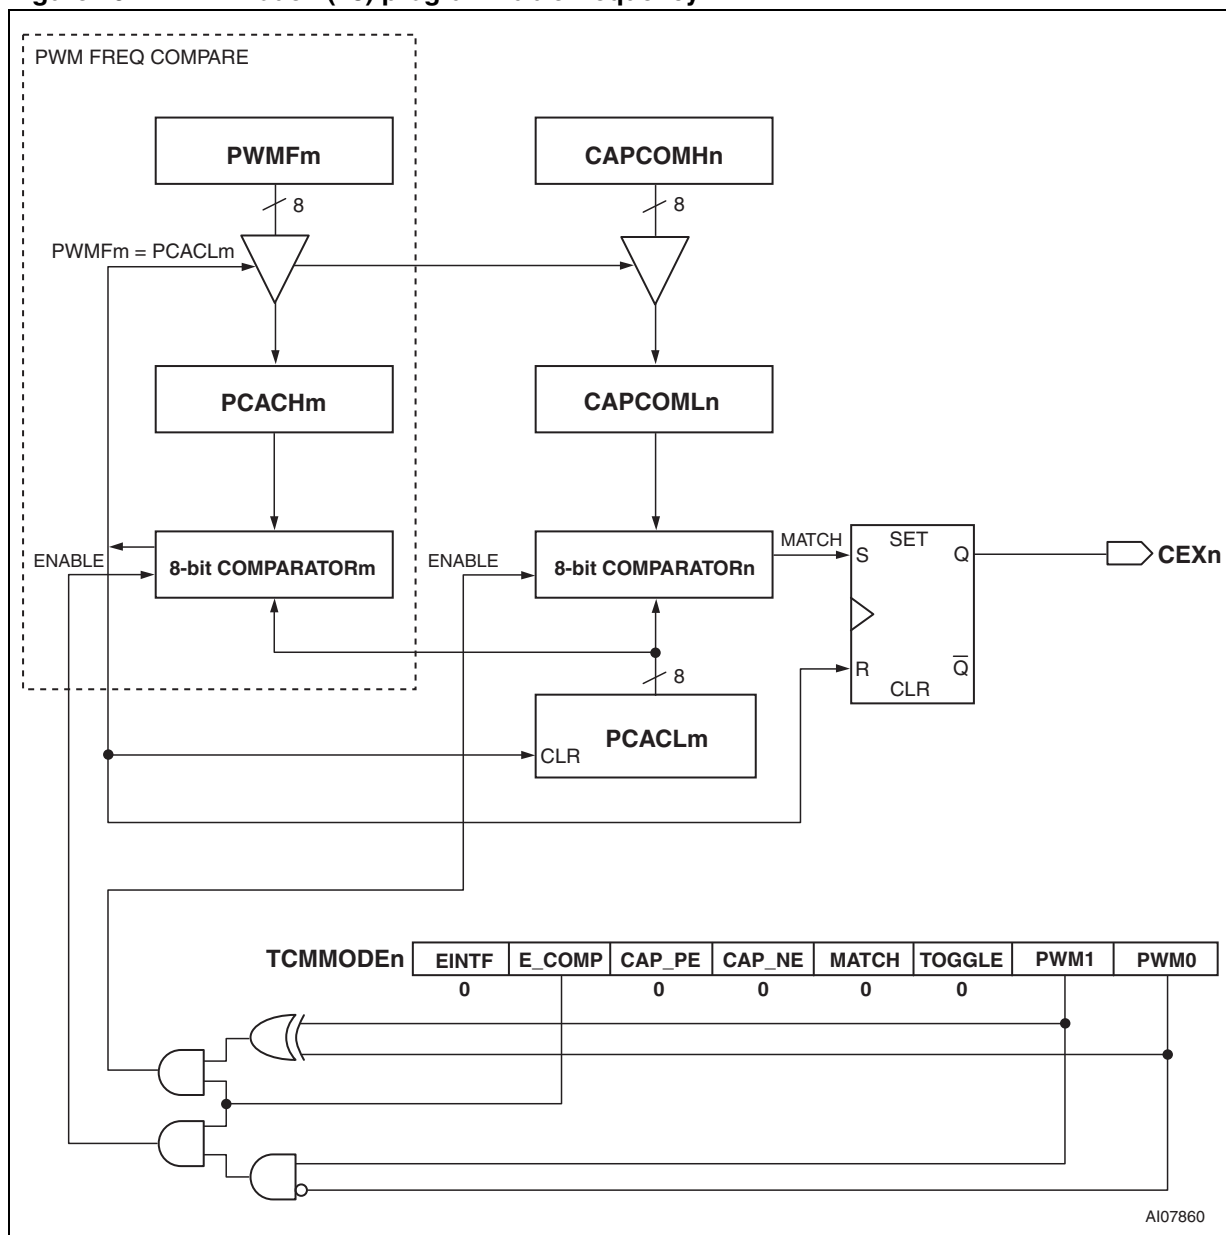 PWM FREQ COMPARE
PWMFm
CAPCOMHn
8
8
PWMFm = PCACLm
PCACHm
CAPCOMLn
ENABLE
8-bit COMPARATORm
ENABLE
8-bit COMPARATORn
MATCH
SET
S
Q
R
Q̅
CLR
CEXn
8
PCACLm
CLR
TCMMODEn
EINTF E_COMP CAP_PE CAP_NE MATCH TOGGLE PWM1 PWM0
0 0 0 0 0
AI07860